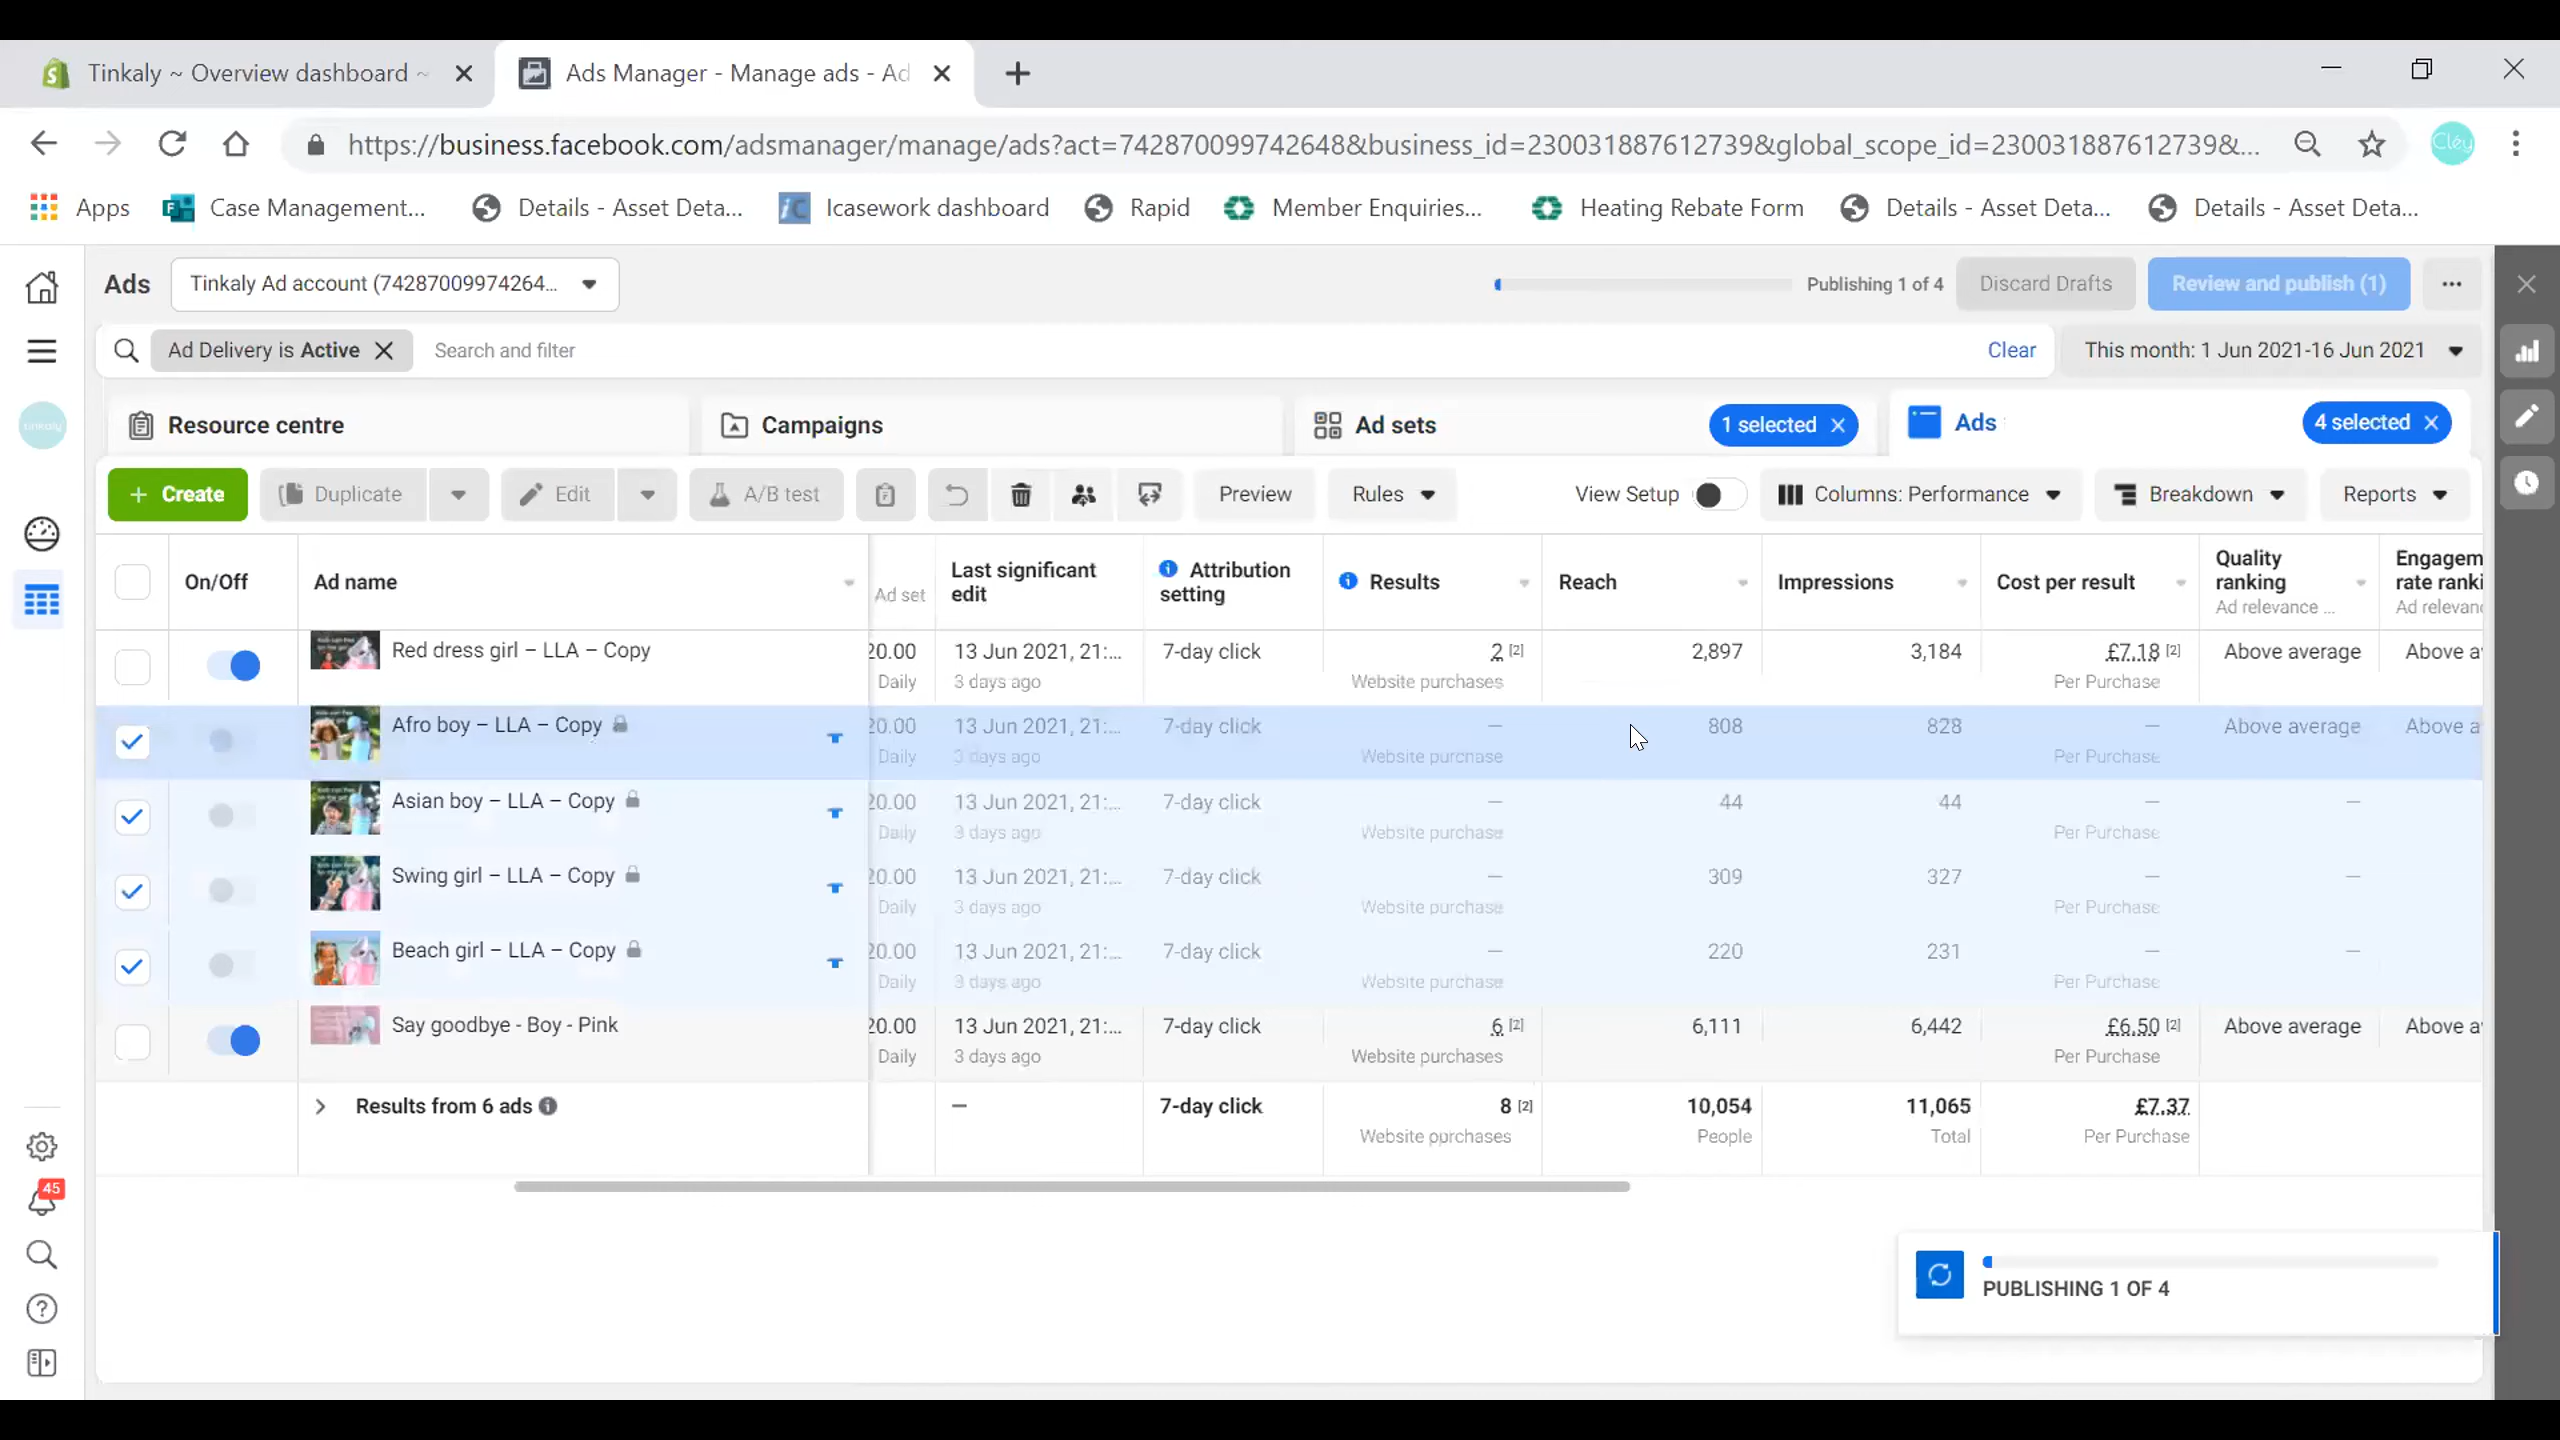 Tinkaly ~ Overview dashboard ~
Ads Manager - Manage ads - Ad
https://business.facebook.com/adsmanager/manage/ads?act=742870099742648&business_id=230031887612739&global_scope_id=230031887612739&...
Cléy
Apps
Case Management...
Details - Asset Deta...
Icasework dashboard
Rapid
Member Enquiries...
Heating Rebate Form
Details - Asset Deta...
Details - Asset Deta...
Ads
Tinkaly Ad account (74287009974264...
Publishing 1 of 4
Discard Drafts
Review and publish (1)
Ad Delivery is Active
Search and filter
Clear
This month: 1 Jun 2021-16 Jun 2021
tinkaly
Resource centre
Campaigns
Ad sets
1 selected
Ads
4 selected
+ Create
Duplicate
Edit
A/B test
Preview
Rules
View Setup
Columns: Performance
Breakdown
Reports
On/Off
Ad name
Ad set
Last significant edit
Attribution setting
Results
Reach
Impressions
Cost per result
Quality ranking
Ad relevance ...
Engagem
rate ranki
Ad relevanc
Red dress girl – LLA – Copy
20.00 13 Jun 2021, 21:... 7-day click 2 [2] 2,897 3,184 £7.18 [2] Above average Above a
Daily 3 days ago Website purchases Per Purchase
Afro boy – LLA – Copy
20.00 13 Jun 2021, 21:... 7-day click — 808 828 — Above average Above a
Daily 3 days ago Website purchase Per Purchase
Asian boy – LLA – Copy
20.00 13 Jun 2021, 21:... 7-day click — 44 44 — —
Daily 3 days ago Website purchase Per Purchase
Swing girl – LLA – Copy
20.00 13 Jun 2021, 21:... 7-day click — 309 327 — —
Daily 3 days ago Website purchase Per Purchase
Beach girl – LLA – Copy
20.00 13 Jun 2021, 21:... 7-day click — 220 231 — —
Daily 3 days ago Website purchase Per Purchase
Say goodbye - Boy - Pink
20.00 13 Jun 2021, 21:... 7-day click 6 [2] 6,111 6,442 £6.50 [2] Above average Above a
Daily 3 days ago Website purchases Per Purchase
Results from 6 ads — 7-day click 8 [2] 10,054 11,065 £7.37
Website purchases People Total Per Purchase
45
PUBLISHING 1 OF 4